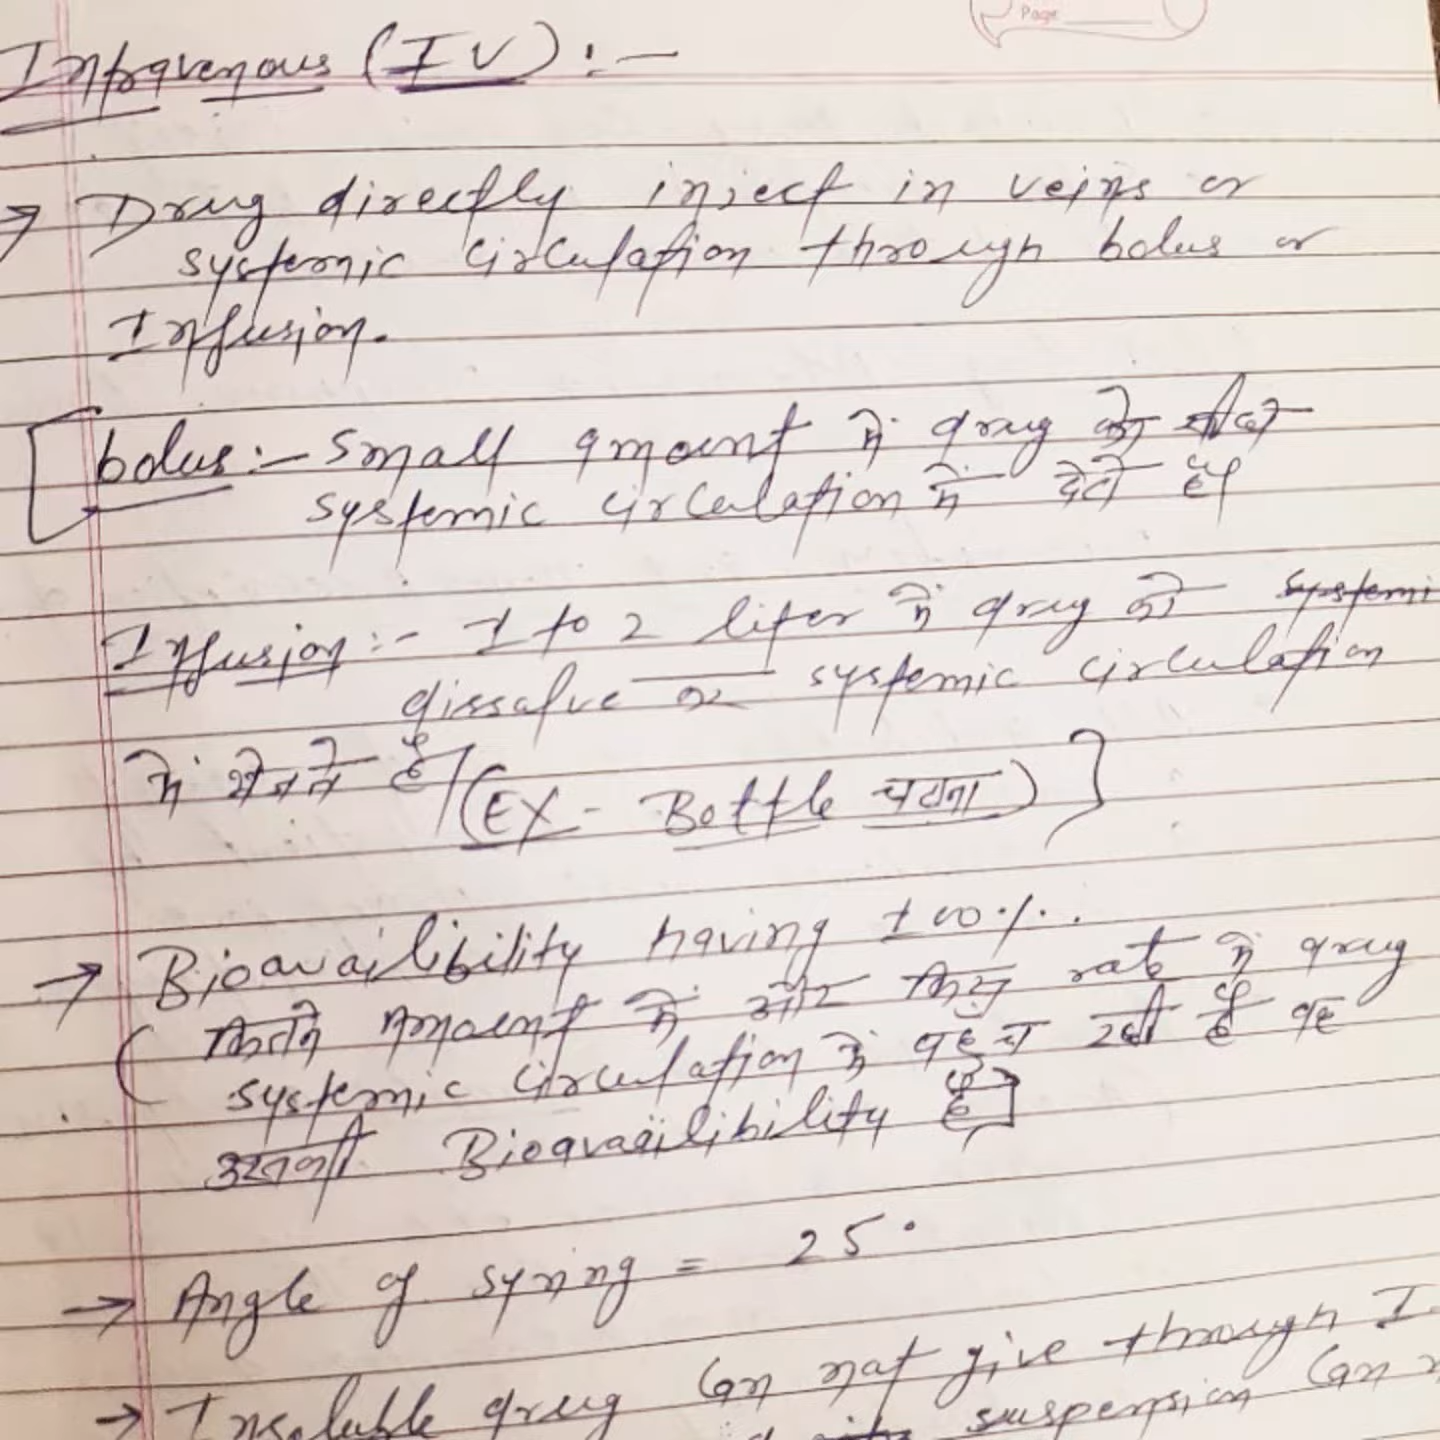 Page
Intravenous (IV) :-
→ Drug directly inject in veins or
systemic circulation through bolus or
Infusion.
[bolus :- Small amount में drug को सीधे
systemic circulation में देते हैं
Infusion :- 1 to 2 liter में drug को
dissolve कर systemic circulation
में भेजते हैं। (EX - Bottle चढाना) ]
→ Bioavailibility having 100%.
( कितने Amount में और किस rate में drug
systemic circulation में पहुंच रही है वह
उसकी Bioavailibility है]
→ Angle of syring = 25°
→ Insoluble drug can not give through I
suspension can n